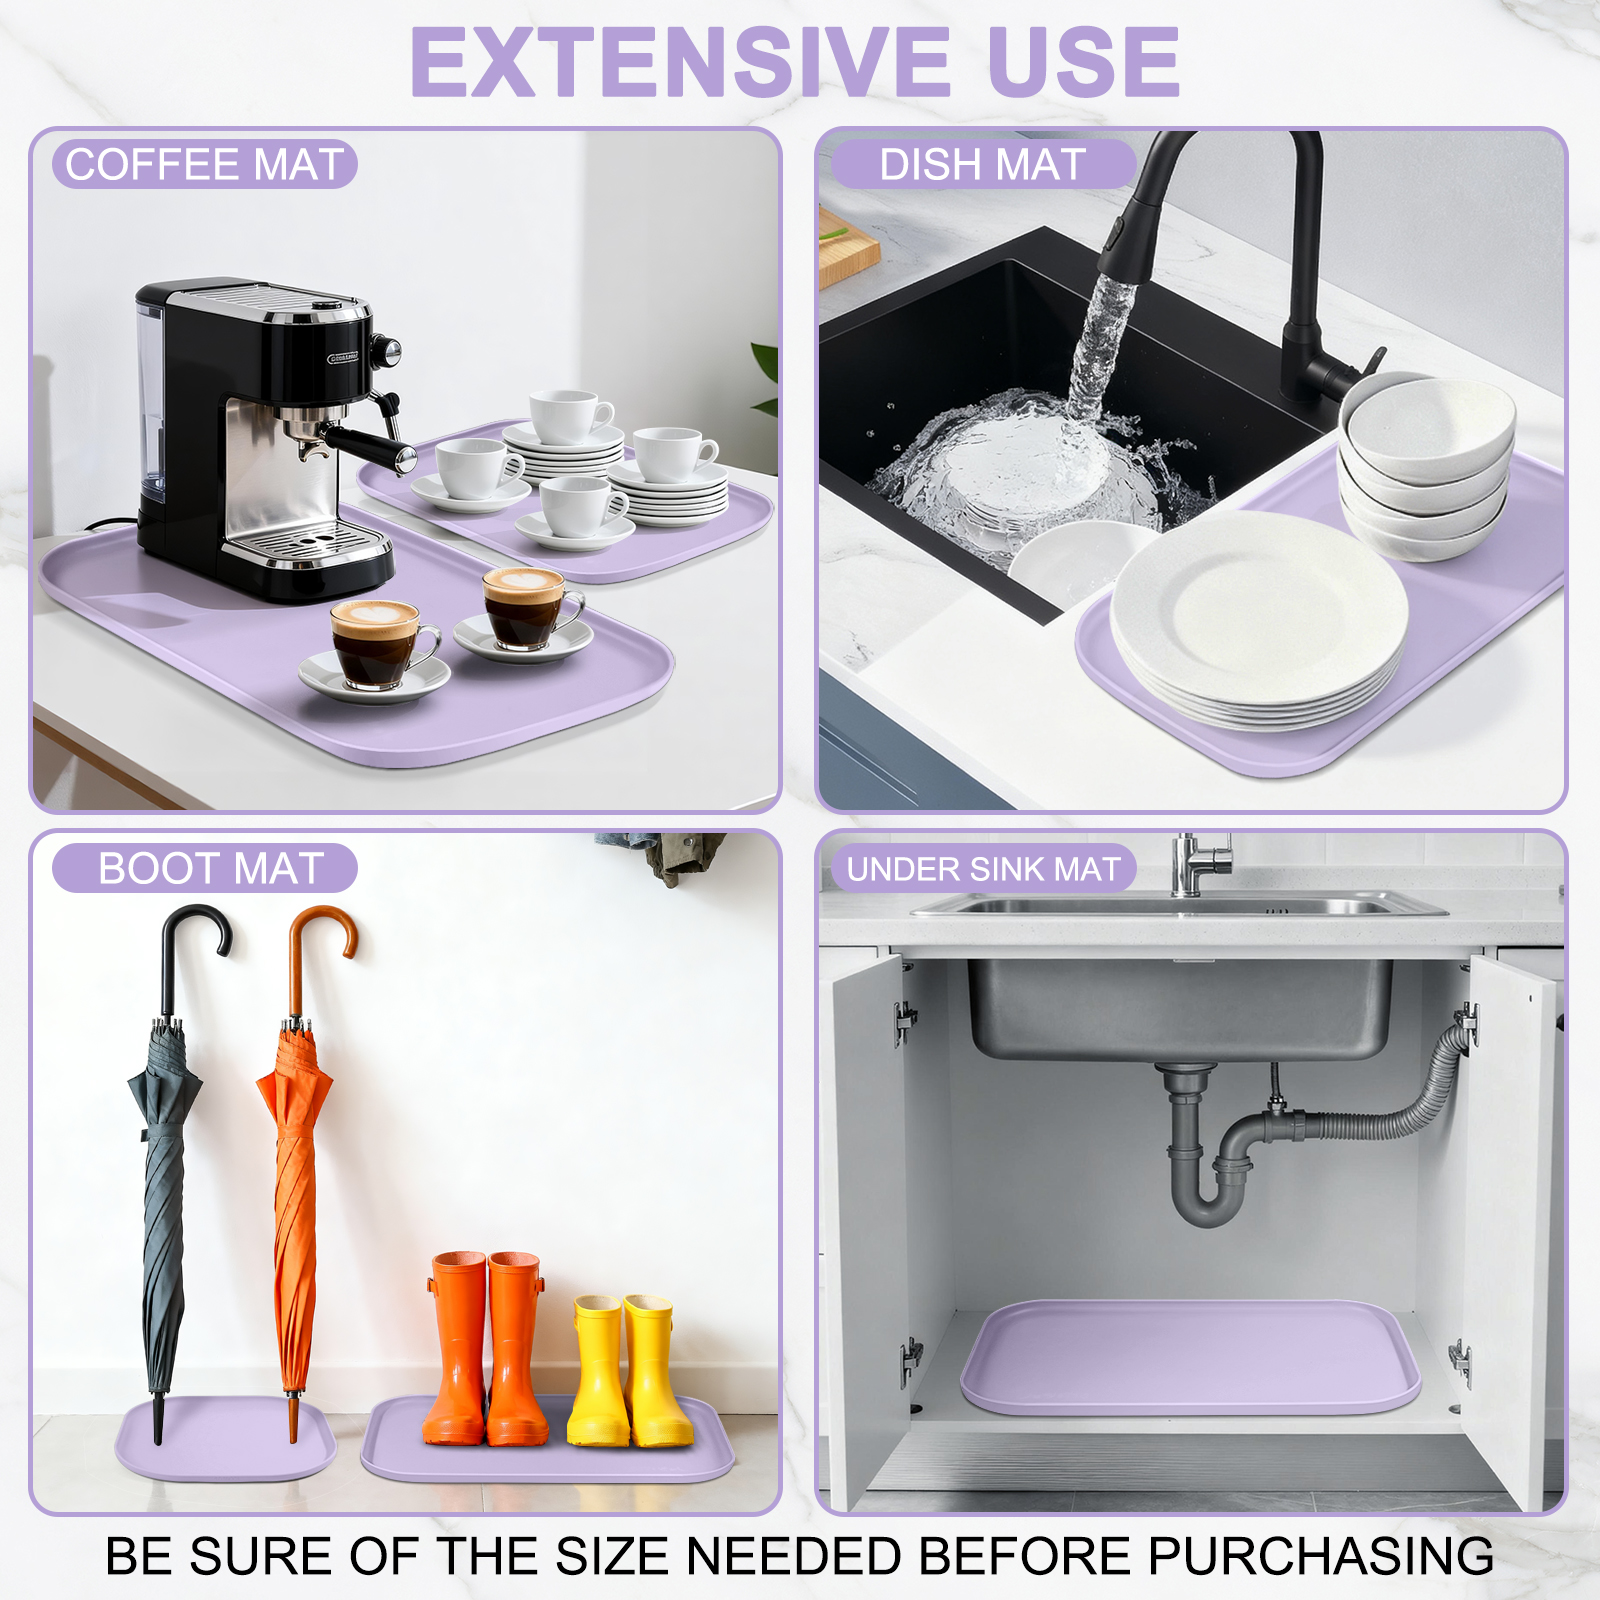 EXTENSIVE USE
COFFEE MAT
DISH MAT
BOOT MAT
UNDER SINK MAT
BE SURE OF THE SIZE NEEDED BEFORE PURCHASING